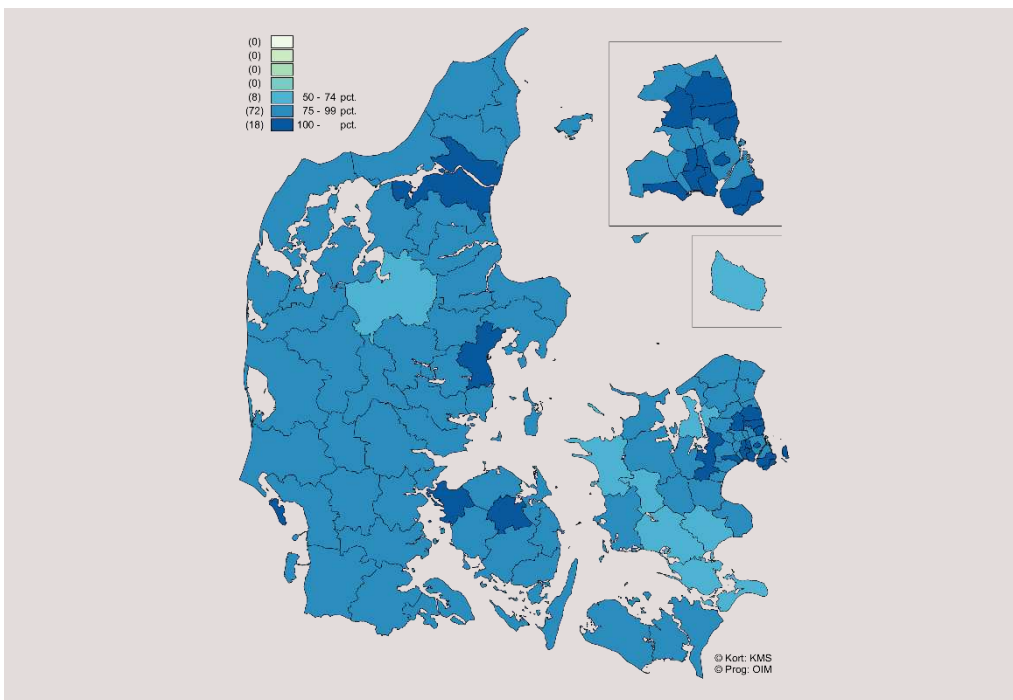 (0)
(0)
(0)
(0)
(8) 50 - 74 pct.
(72) 75 - 99 pct.
(18) 100 - pct.
© Kort: KMS
© Prog: OIM